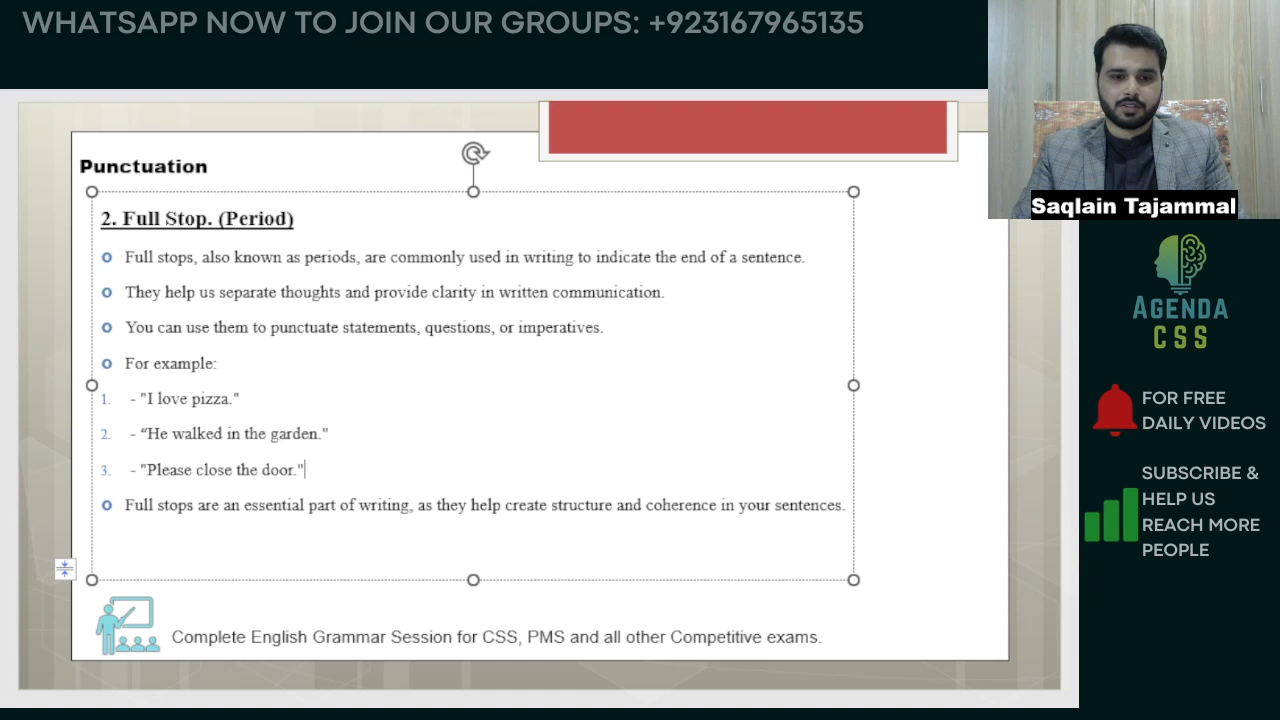 WHATSAPP NOW TO JOIN OUR GROUPS: +923167965135
Punctuation
2. Full Stop. (Period)
o Full stops, also known as periods, are commonly used in writing to indicate the end of a sentence.
o They help us separate thoughts and provide clarity in written communication.
o You can use them to punctuate statements, questions, or imperatives.
o For example:
1. - "I love pizza."
2. - “He walked in the garden."
3. - "Please close the door."
o Full stops are an essential part of writing, as they help create structure and coherence in your sentences.
Complete English Grammar Session for CSS, PMS and all other Competitive exams.
Saqlain Tajammal
AGENDA
CSS
FOR FREE
DAILY VIDEOS
SUBSCRIBE &
HELP US
REACH MORE
PEOPLE